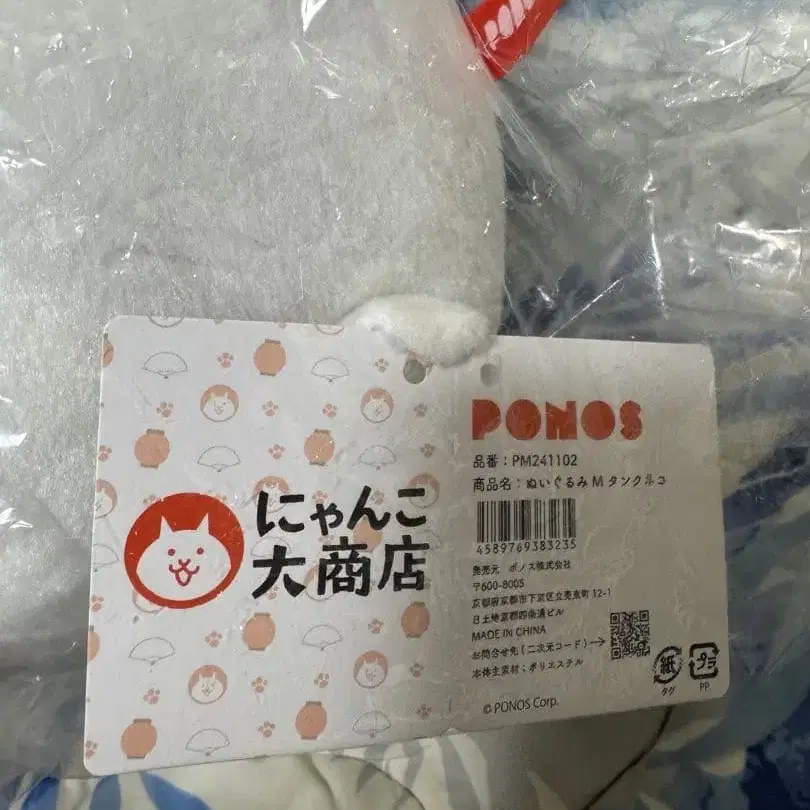 にゃんこ
大商店
PONOS
品番：PM241102
商品名：ぬいぐるみ M タンクネコ
4589769383235
発売元 ポノス株式会社
〒600-8005
京都府京都市下京区立売東町 12-1
日土地京都四条通ビル
MADE IN CHINA
お問合せ先(二次元コード)→
本体主素材：ポリエステル
紙
タグ
プラ
PP
© PONOS Corp.